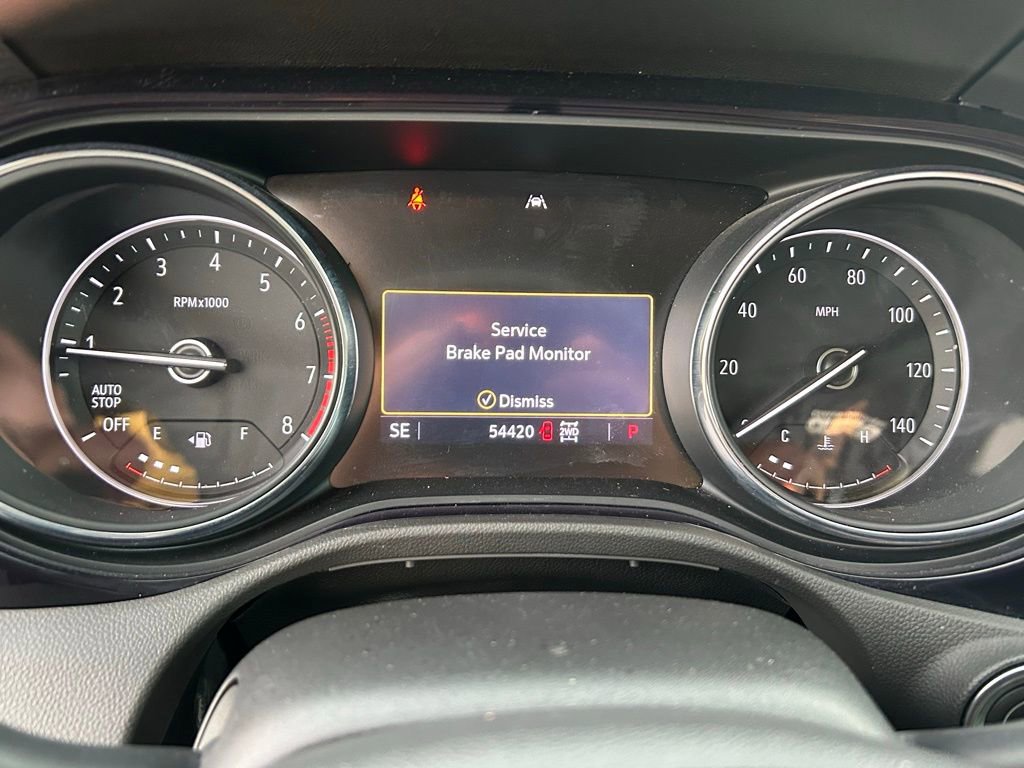 1
2
3
4
5
6
7
8
RPMx1000
AUTO
STOP
OFF
E
F
Service
Brake Pad Monitor
Dismiss
SE
54420
2WD
P
20
40
60
80
100
120
140
MPH
C
H